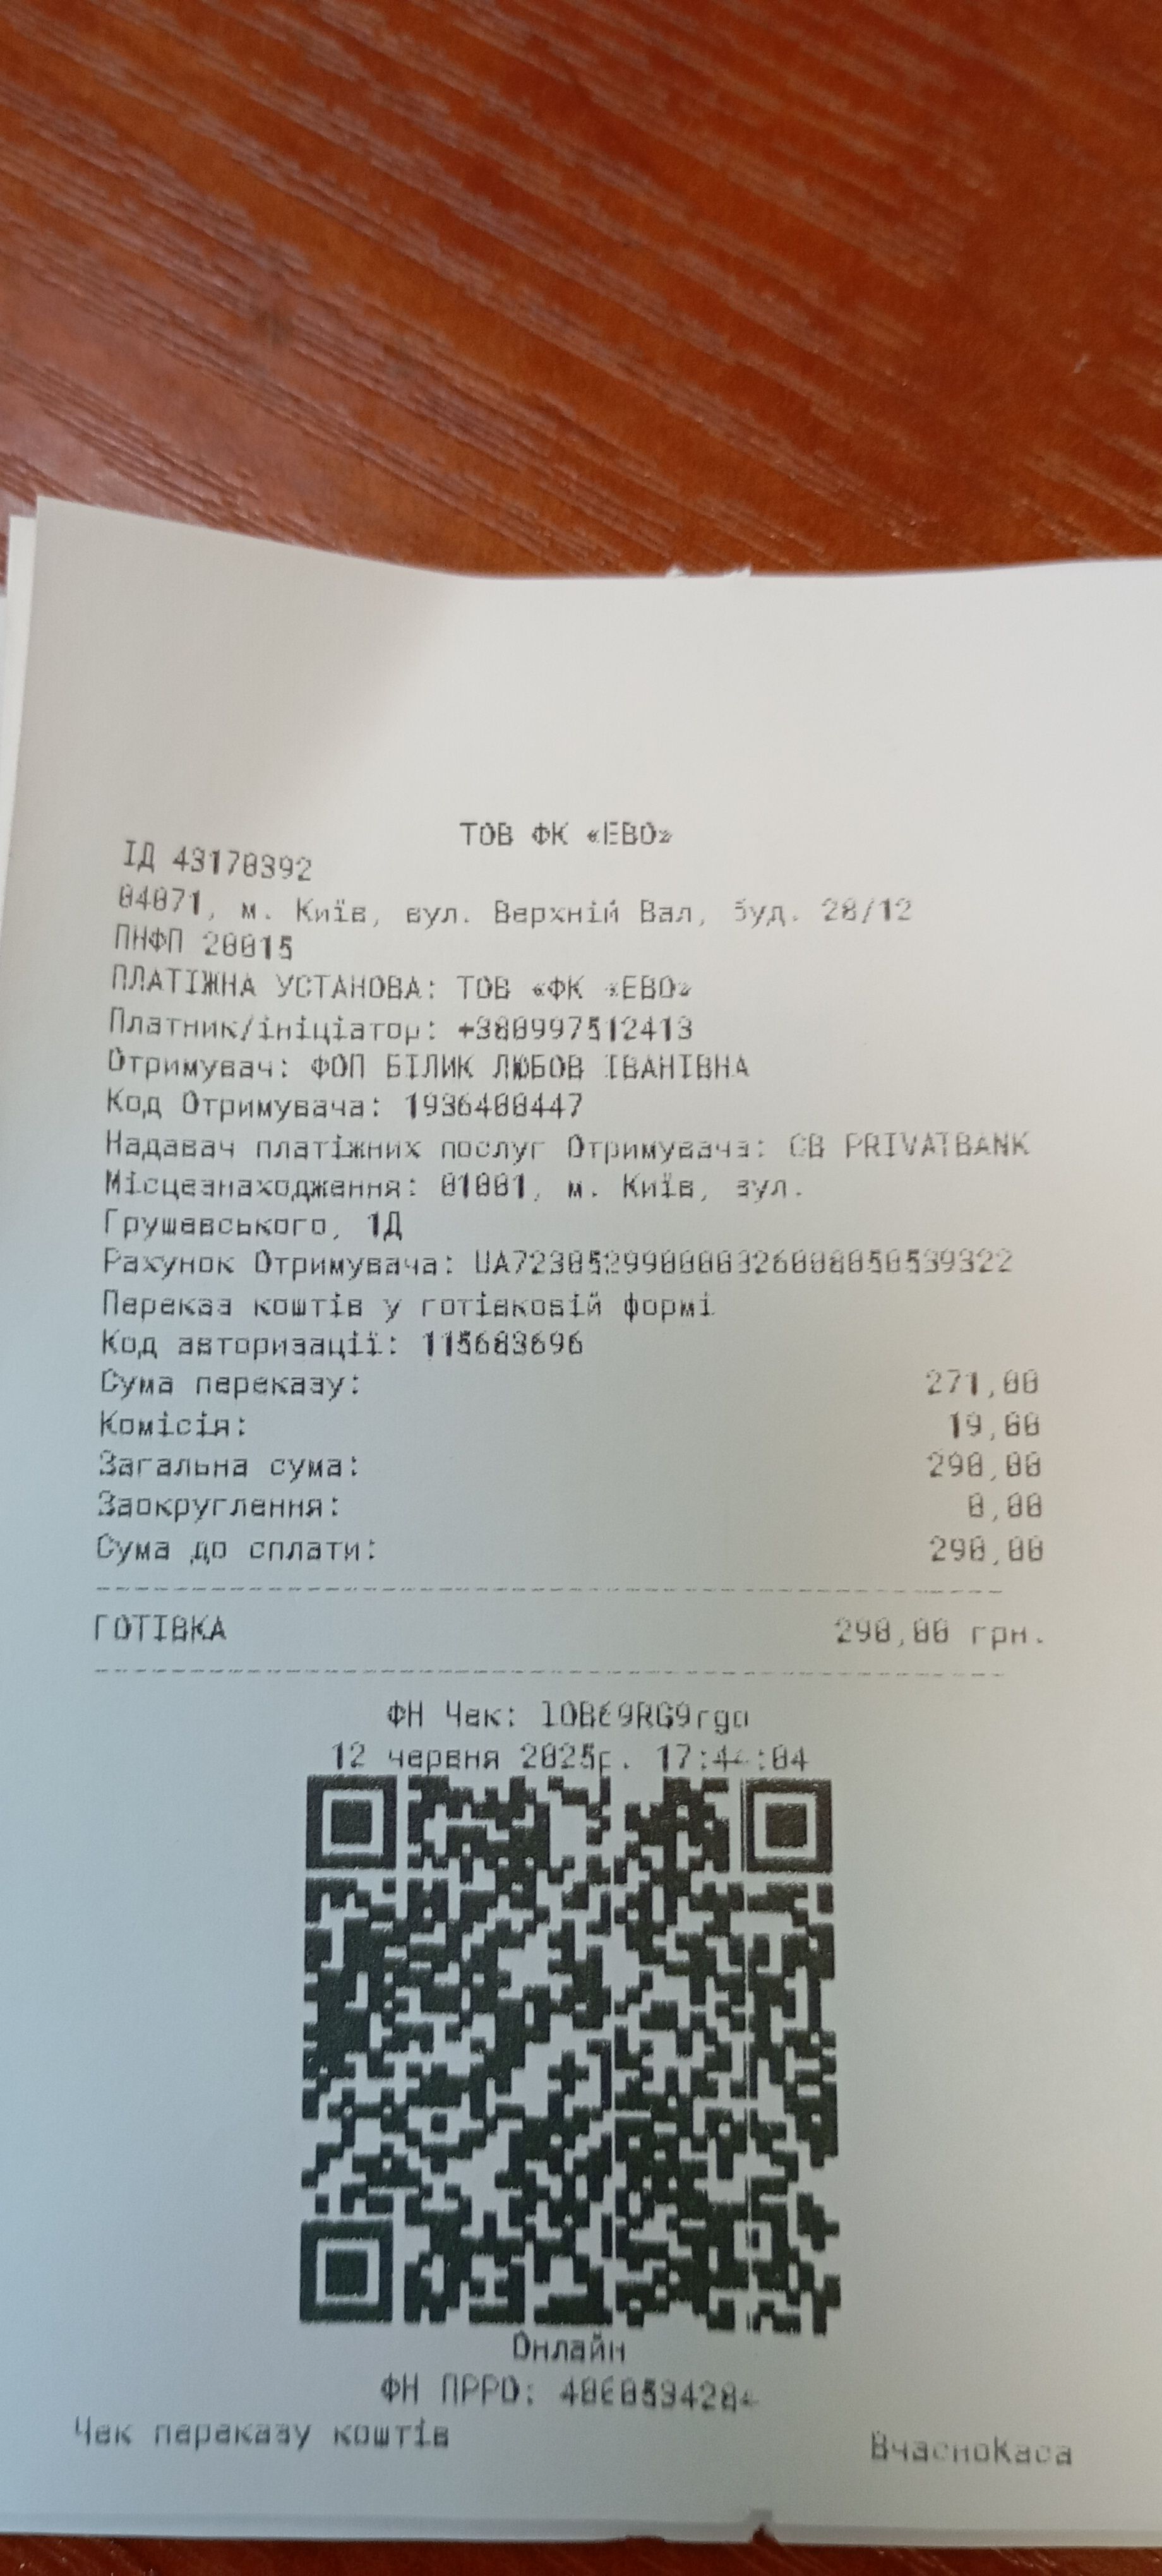 ТОВ ФК «ЕВО»
ІД 43170392
04071, м. Київ, вул. Верхній Вал, буд. 28/12
ПНФП 20015
ПЛАТІЖНА УСТАНОВА: ТОВ «ФК «ЕВО»
Платник/ініціатор: +380997512413
Отримувач: ФОП БІЛИК ЛЮБОВ ІВАНІВНА
Код Отримувача: 1936400447
Надавач платіжних послуг Отримувача: CB PRIVATBANK
Місцезнаходження: 01001, м. Київ, вул.
Грушевського, 1Д
Рахунок Отримувача: UA723052990000032600805053９322
Переказ коштів у готівковій формі
Код авторизації: 115683696
Сума переказу: 271,00
Комісія: 19,00
Загальна сума: 290,00
Заокруглення: 0,00
Сума до сплати: 290,00
ГОТІВКА 290,00 грн.
ФН Чек:
12 червня 2025р. 17:44:04
Онлайн
ФН ПРРО: 4060594284
Чек переказу коштів
ВчасноКаса